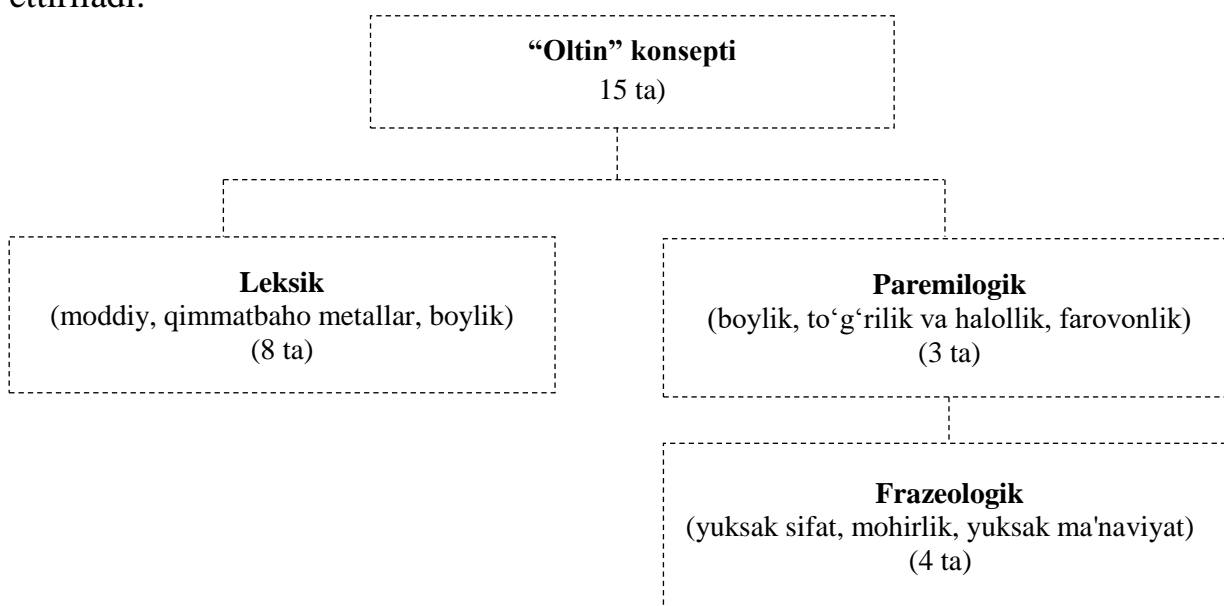 ettiriladi.
“Oltin” konsepti
15 ta)
Leksik
(moddiy, qimmatbaho metallar, boylik)
(8 ta)
Paremilogik
(boylik, to‘g‘rilik va halollik, farovonlik)
(3 ta)
Frazeologik
(yuksak sifat, mohirlik, yuksak ma'naviyat)
(4 ta)